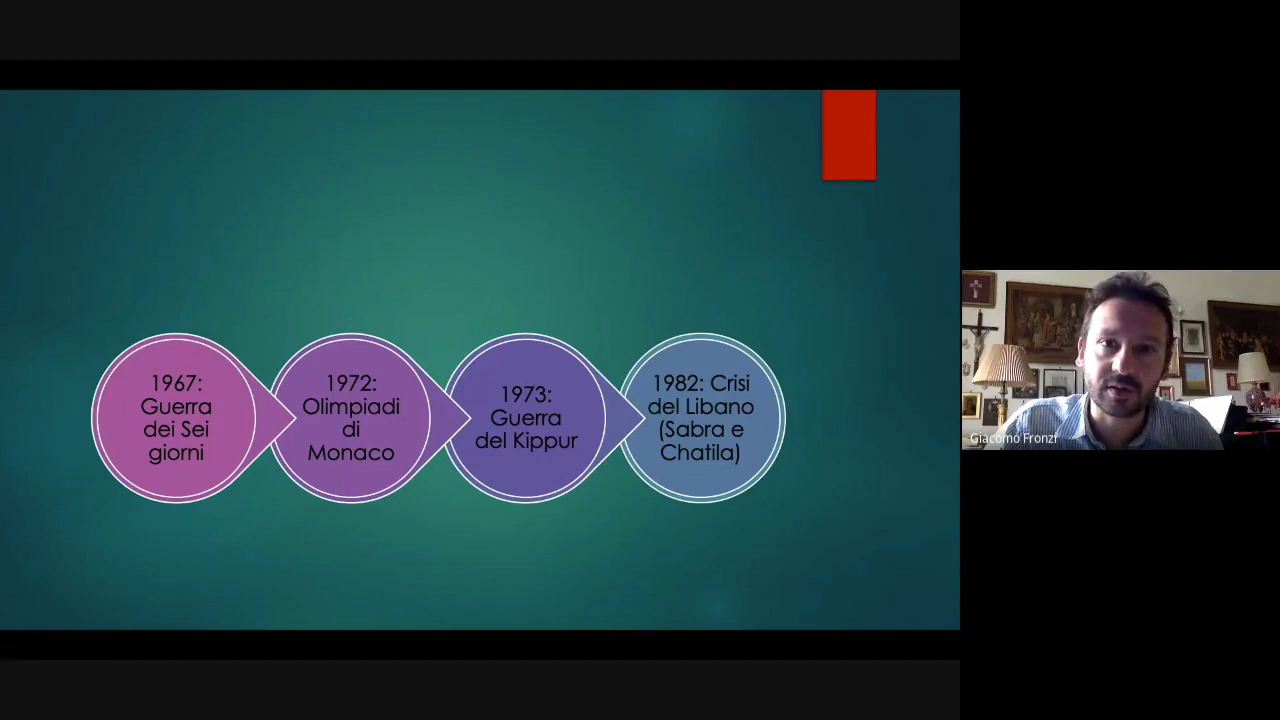 1967:
Guerra
dei Sei
giorni
1972:
Olimpiadi
di
Monaco
1973:
Guerra
del Kippur
1982: Crisi
del Libano
(Sabra e
Chatila)
Giacomo Fronzi